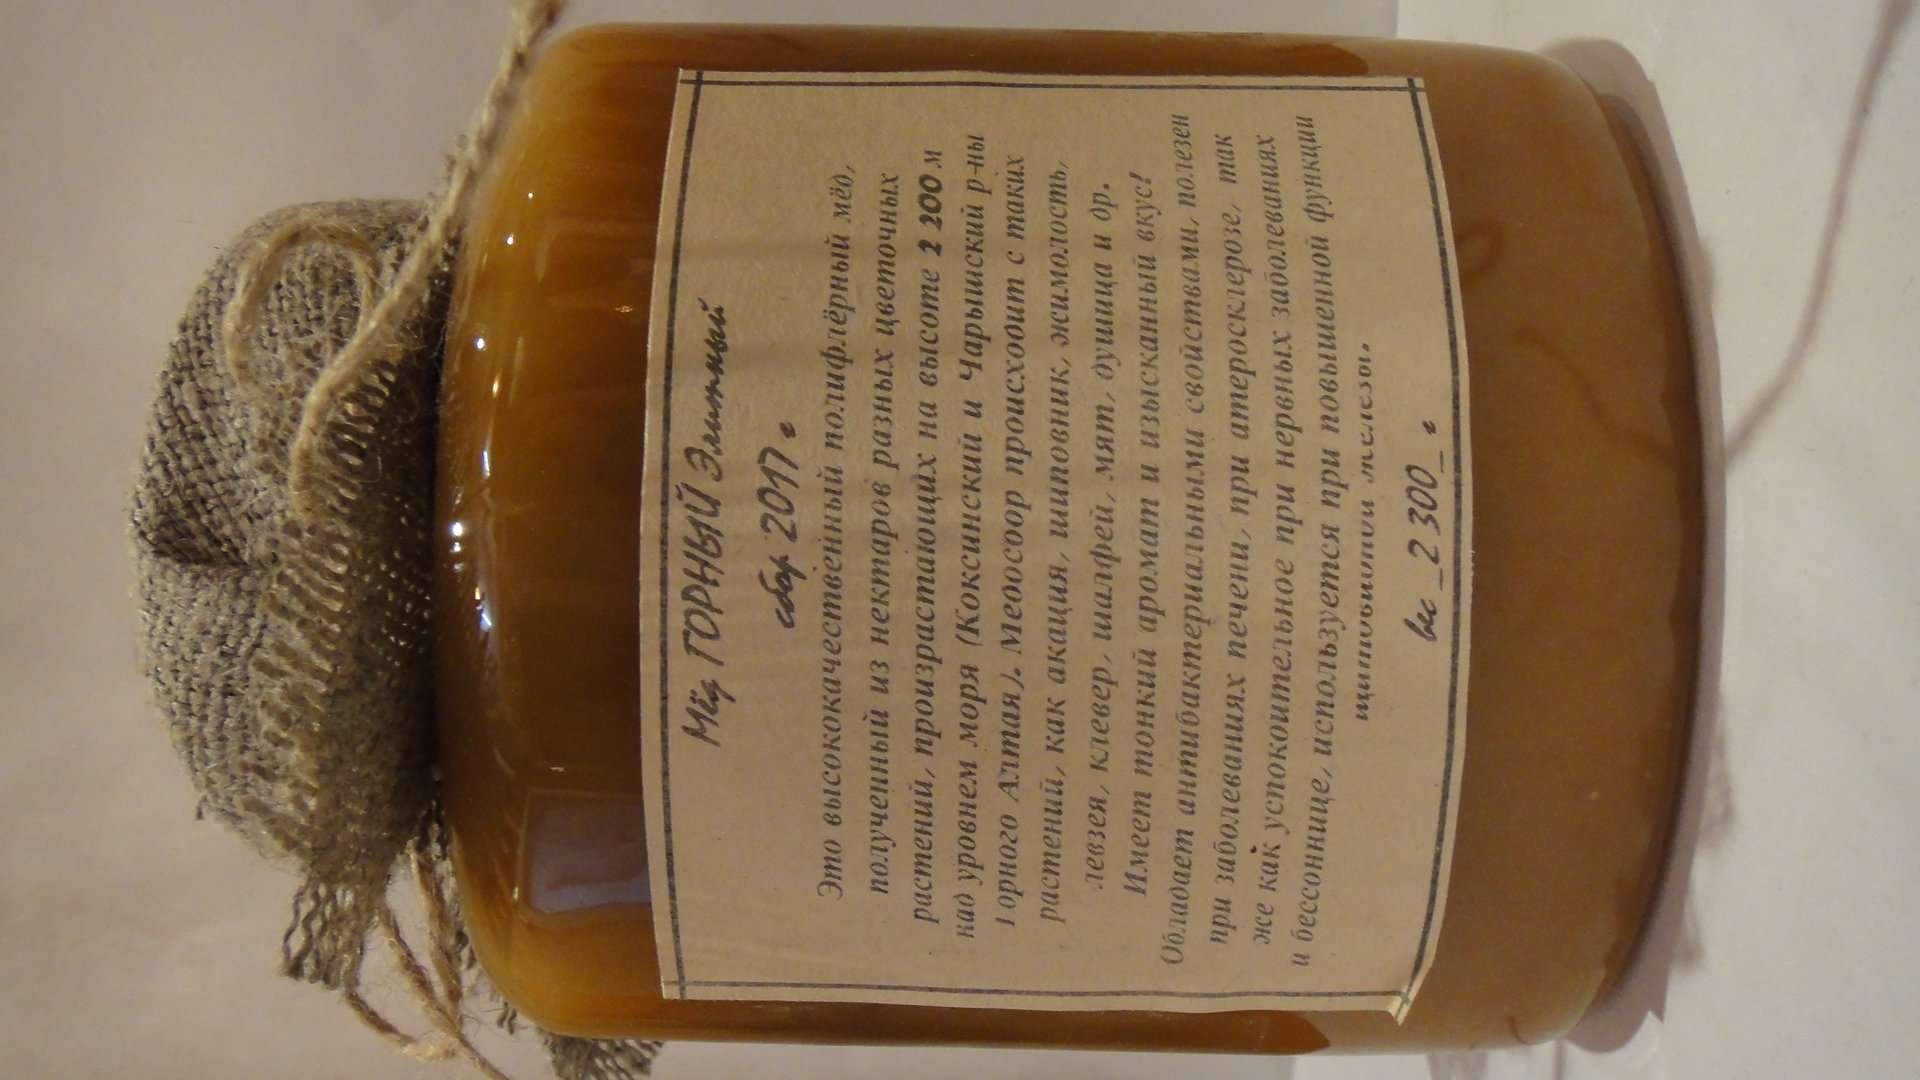 Мёд ГОРНЫЙ Элитный
сбор 2017 г
Это высококачественный полифлёрный мёд,
полученный из нектаров разных цветочных
растений, произрастающих на высоте 2 200 м
над уровнем моря (Коксинский и Чарышский р-ны
Горного Алтая). Медосбор происходит с таких
растений, как акация, шиповник, жимолость,
левзея, клевер, шалфей, мят, душица и др.
Имеет тонкий аромат и изысканный вкус!
Обладает антибактериальными свойствами, полезен
при заболеваниях печени, при атеросклерозе, так
же как успокоительное при нервных заболеваниях
и бессоннице, используется при повышенной функции
щитовидной железы.
вес _2 300_ г